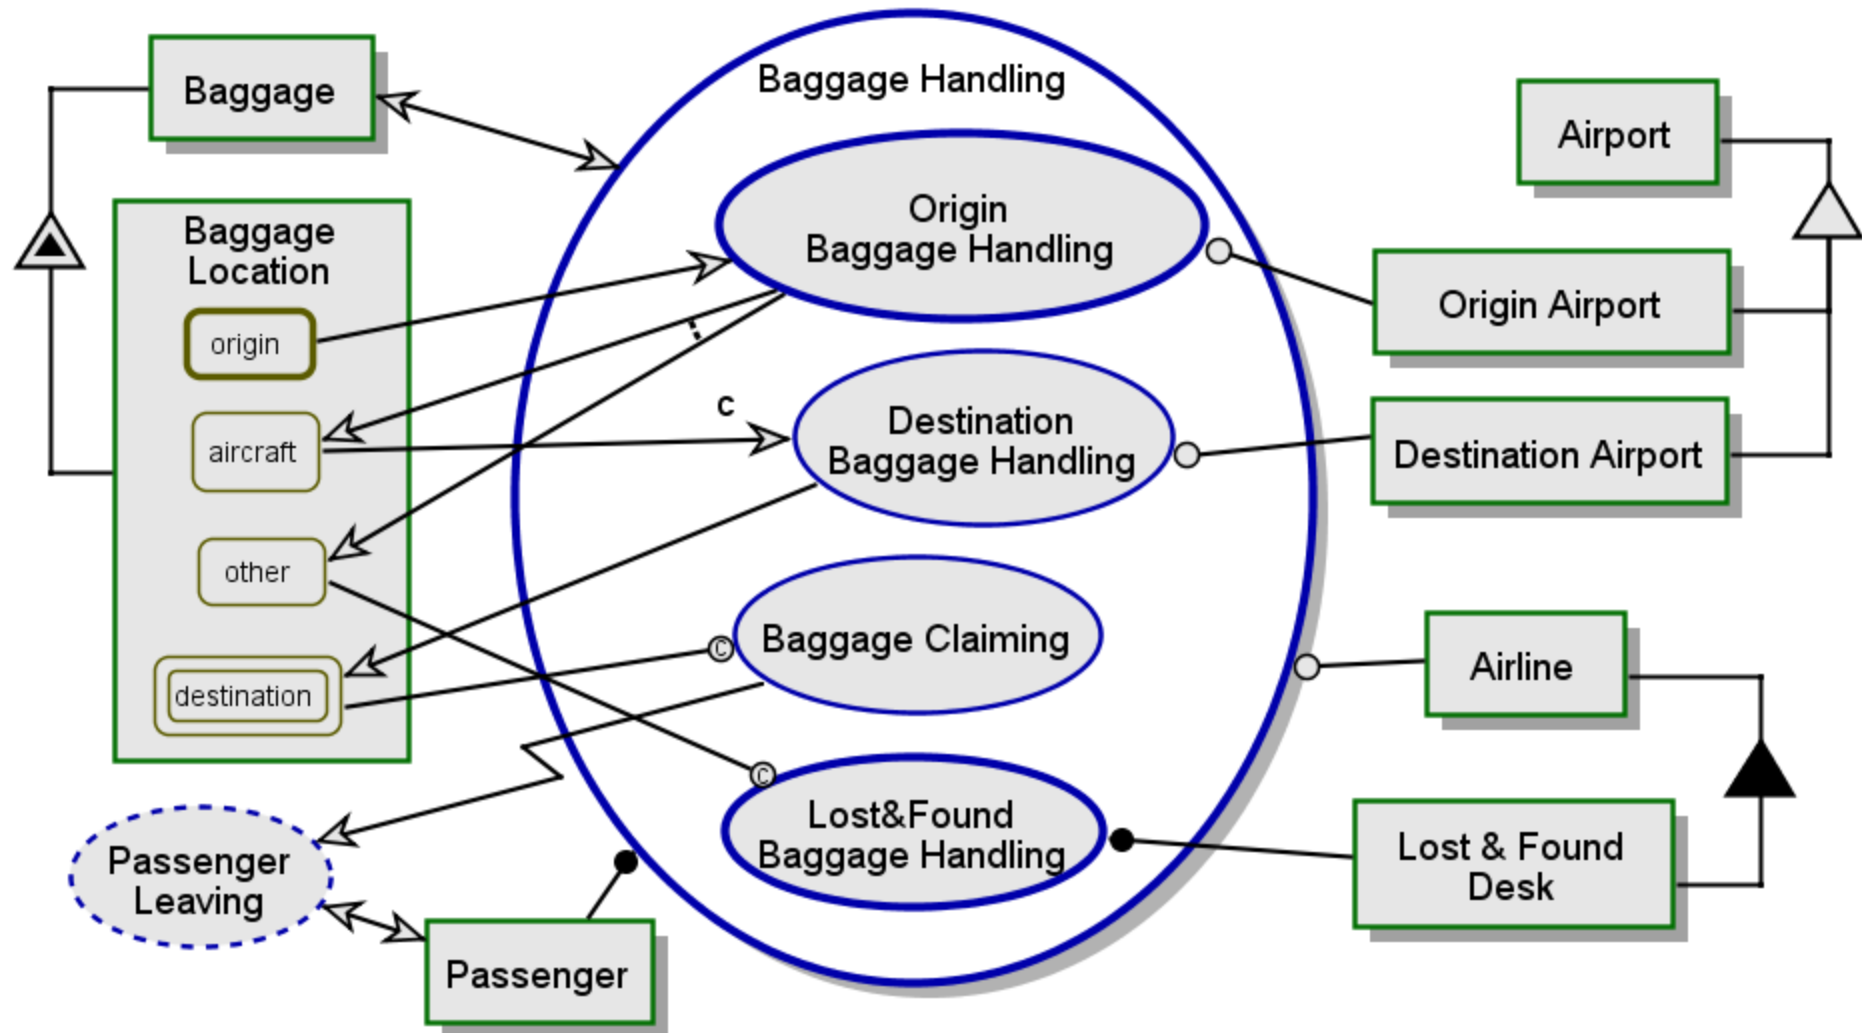 Baggage
Baggage Handling
Airport
Baggage
Location
Origin
Baggage Handling
Origin Airport
origin
c
aircraft
Destination
Baggage Handling
Destination Airport
other
Baggage Claiming
C
Airline
destination
C
Lost&Found
Baggage Handling
Lost & Found
Desk
Passenger
Leaving
Passenger